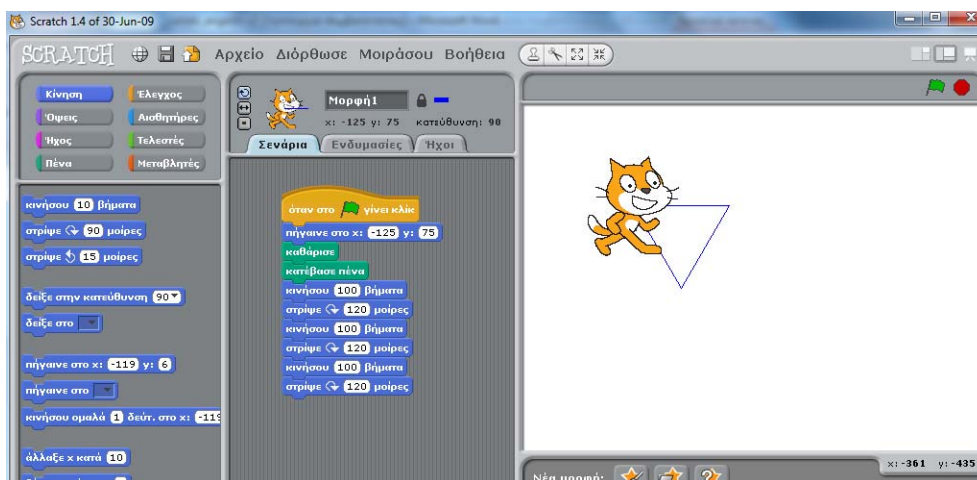 Scratch 1.4 of 30-Jun-09
SCRATCH Αρχείο Διόρθωσε Μοιράσου Βοήθεια
Κίνηση Έλεγχος
Όψεις Αισθητήρες
Ήχος Τελεστές
Πένα Μεταβλητές
κινήσου 10 βήματα
στρίψε 90 μοίρες
στρίψε 15 μοίρες
δείξε στην κατεύθυνση 90
δείξε στο
πήγαινε στο x: -119 y: 6
πήγαινε στο
κινήσου ομαλά 1 δεύτ. στο x: -119
άλλαξε x κατά 10
Μορφή1
x: -125 y: 75 κατεύθυνση: 90
Σενάρια Ενδυμασίες Ήχοι
όταν στο γίνει κλικ
πήγαινε στο x: -125 y: 75
καθάρισε
κατέβασε πένα
κινήσου 100 βήματα
στρίψε 120 μοίρες
κινήσου 100 βήματα
στρίψε 120 μοίρες
κινήσου 100 βήματα
στρίψε 120 μοίρες
x: -361 y: -435
Νέα μορφή: